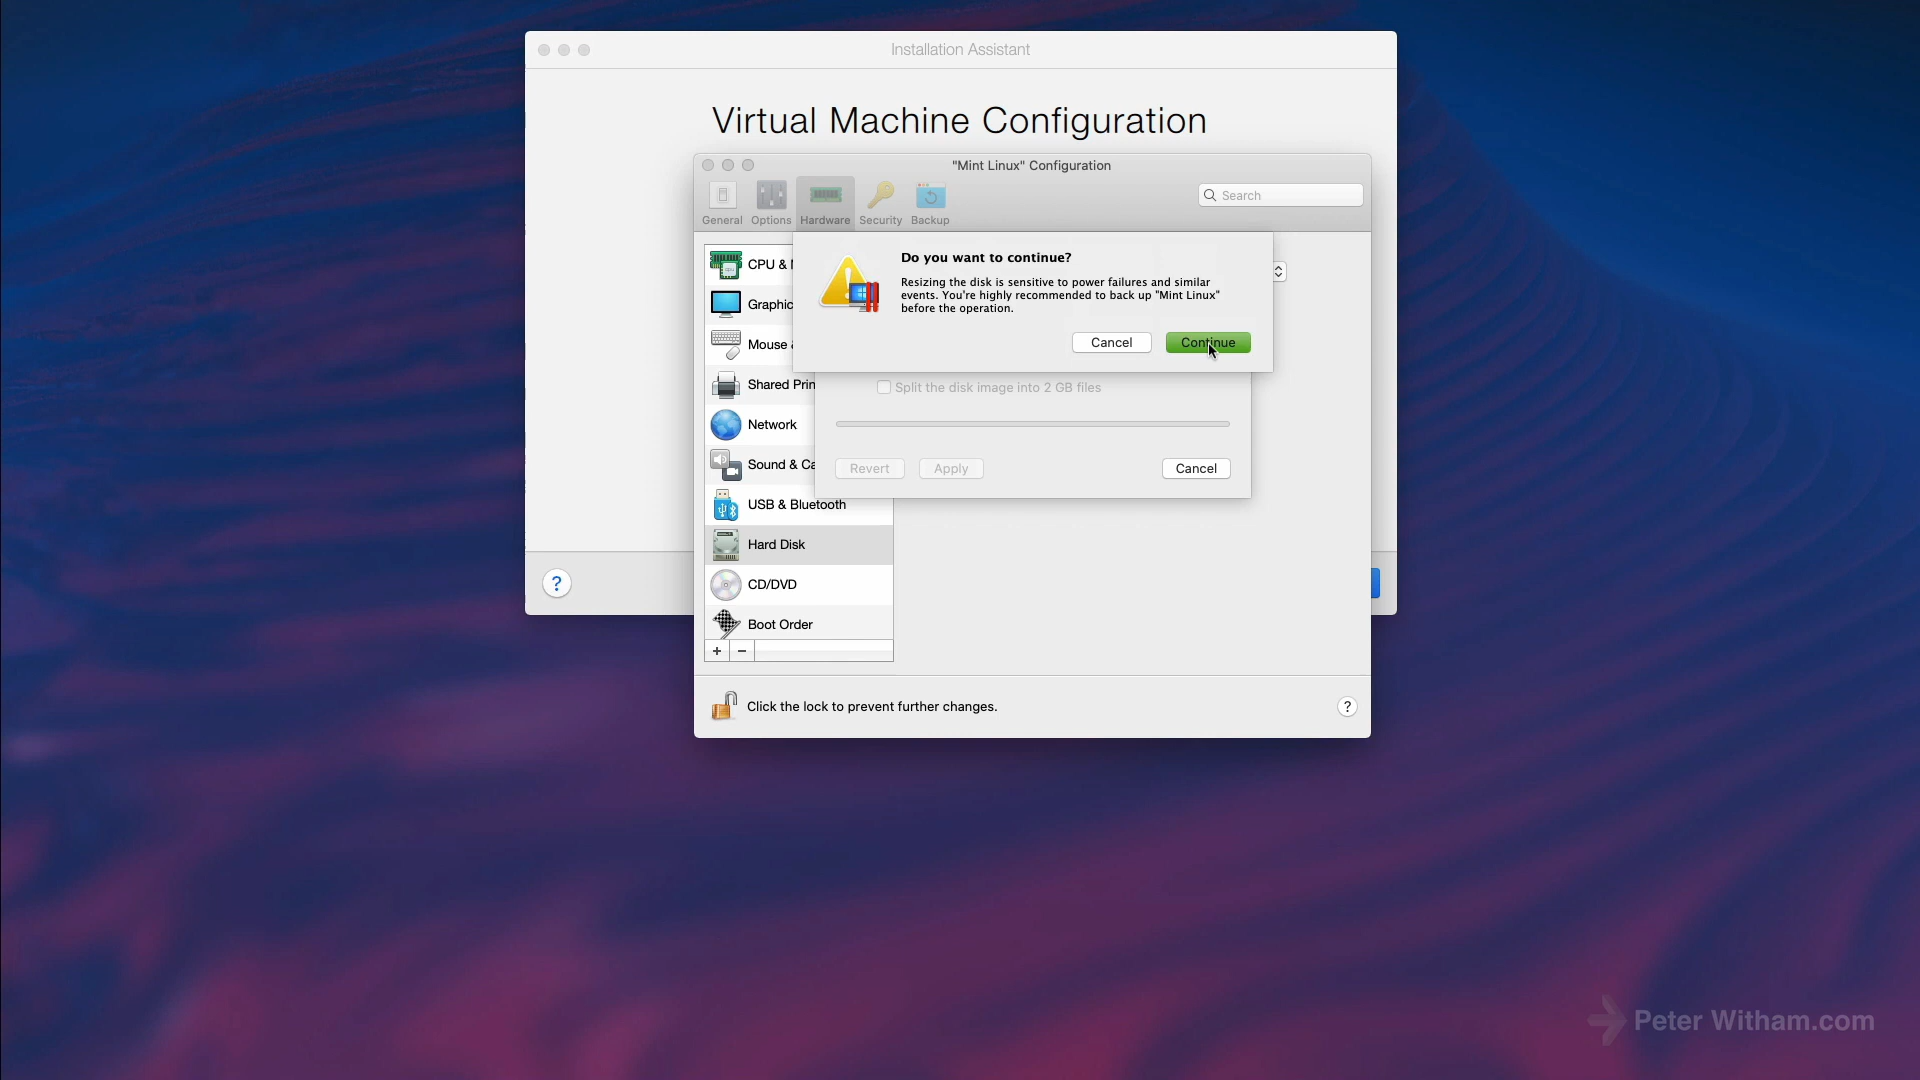 Installation Assistant
Virtual Machine Configuration
"Mint Linux" Configuration
General Options Hardware Security Backup
Search
CPU &
Do you want to continue?
Resizing the disk is sensitive to power failures and similar
events. You're highly recommended to back up "Mint Linux"
before the operation.
Cancel Continue
Graphic
Mouse
Shared Prin
Split the disk image into 2 GB files
Network
Sound & Ca
Revert Apply Cancel
USB & Bluetooth
Hard Disk
CD/DVD
Boot Order
+ −
?
Click the lock to prevent further changes.
?
Peter Witham.com